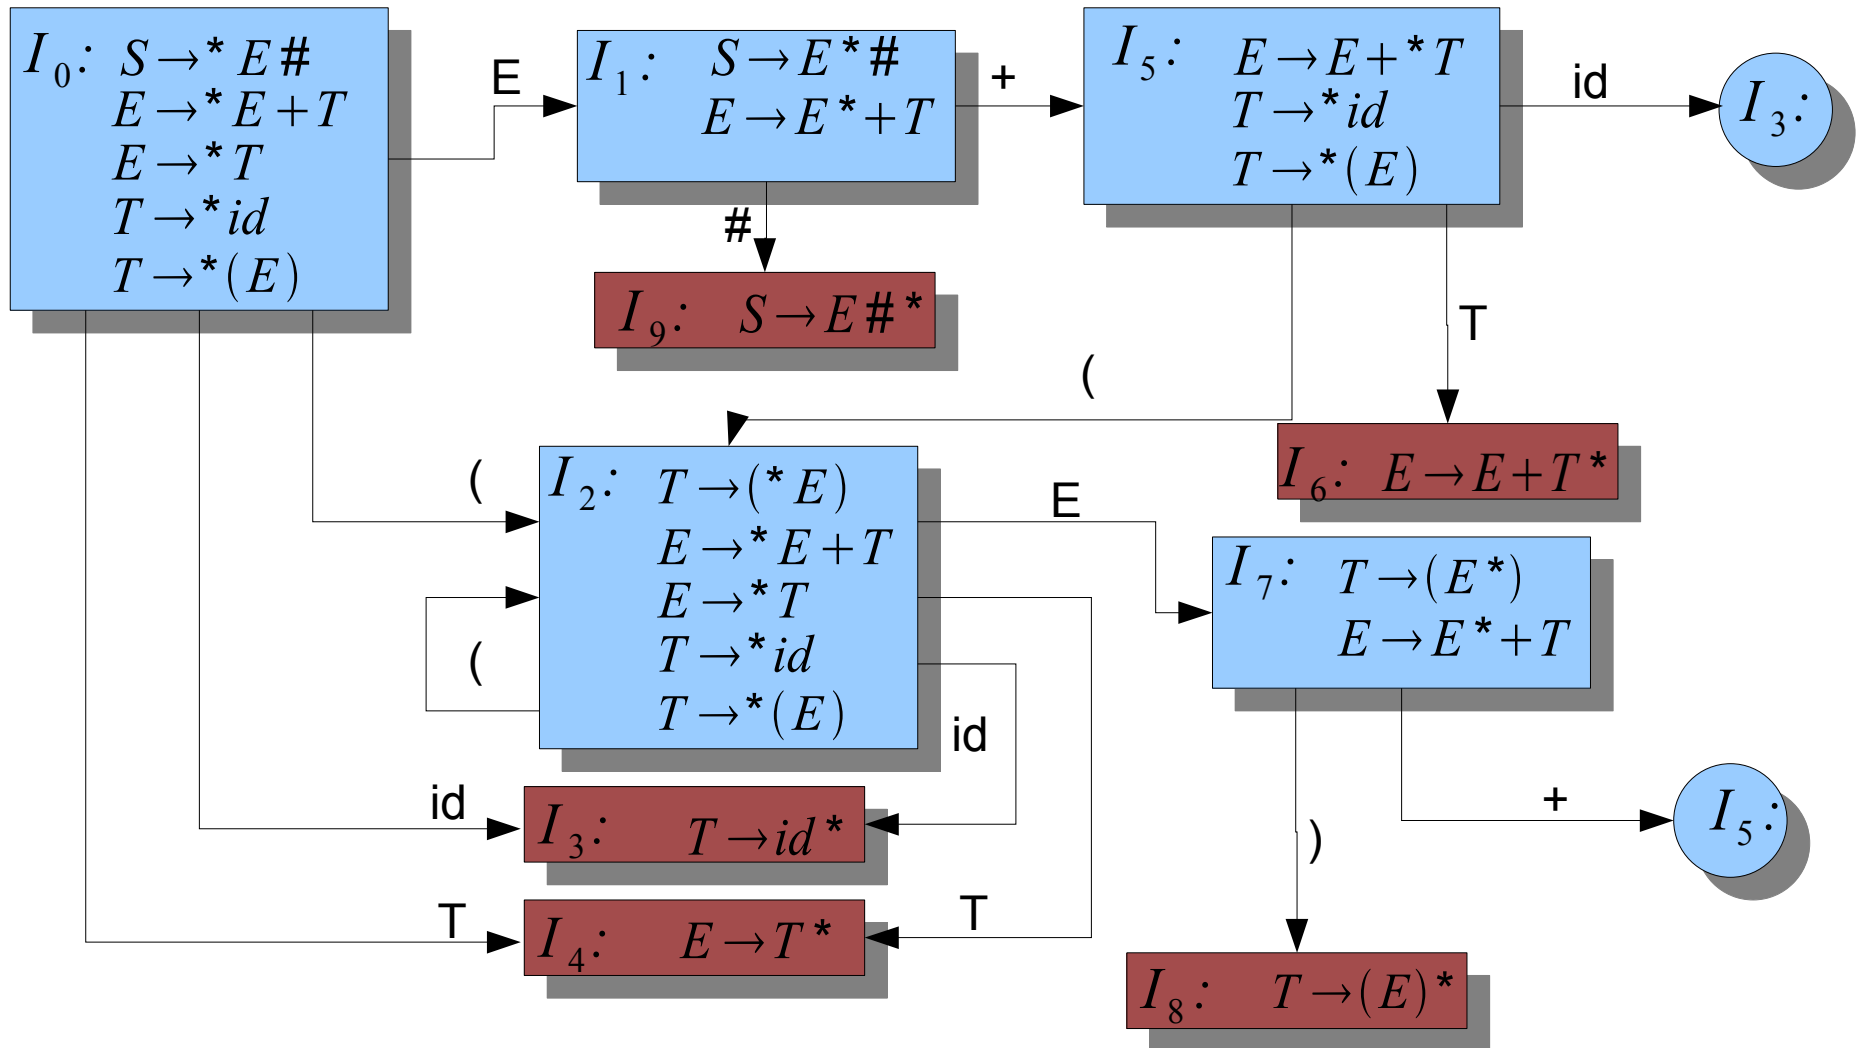 I0: S→* E #
E→* E + T
E→* T
T→* id
T→* (E)
E
I1: S→E * #
E→E * + T
+
I5: E→E + * T
T→* id
T→* (E)
id
I3:
#
I9: S→E # *
(
T
I6: E→E + T *
(
I2: T→(* E)
E→* E + T
E→* T
T→* id
T→* (E)
(
E
I7: T→(E *)
E→E * + T
id
id
I3: T→id *
T
I4: E→T *
T
)
+
I5:
I8: T→(E) *